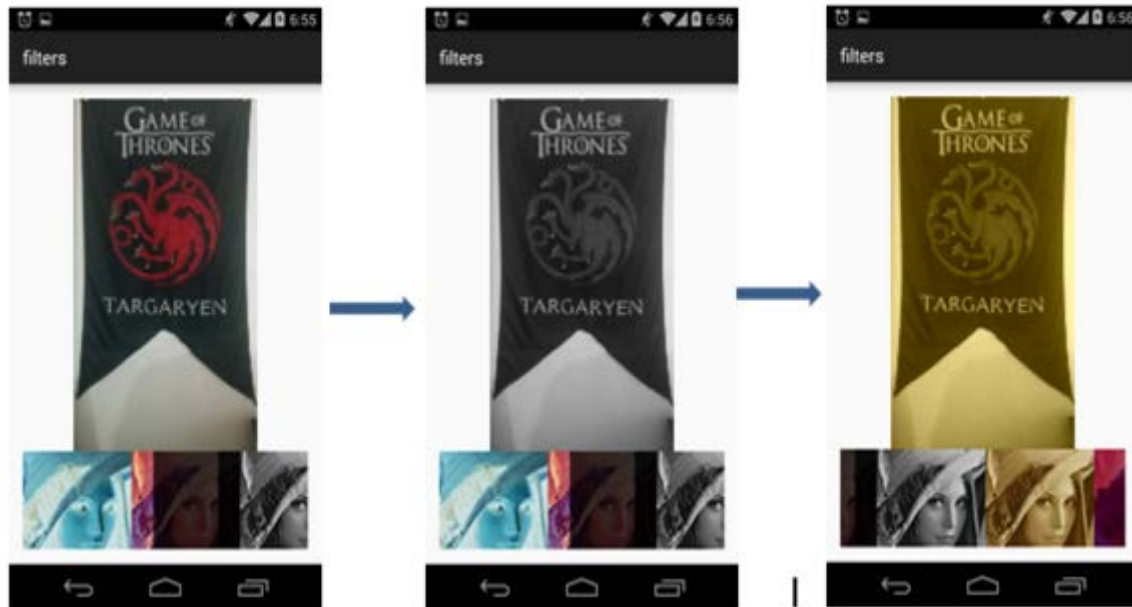 6:55
filters
GAME OF
THRONES
TARGARYEN
6:56
filters
GAME OF
THRONES
TARGARYEN
6:56
filters
GAME OF
THRONES
TARGARYEN